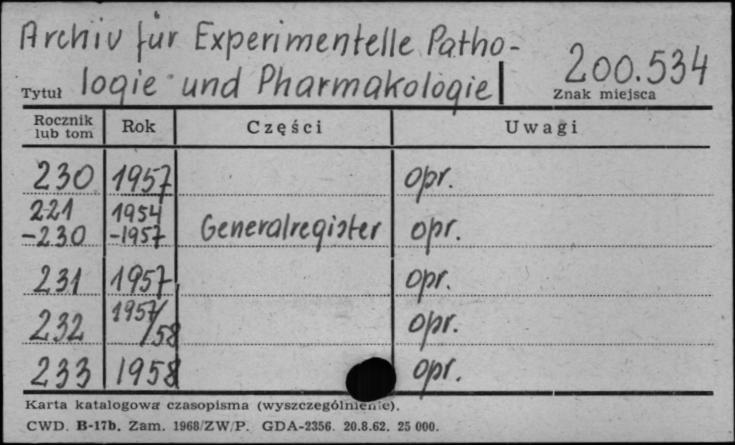 Archiv für Experimentelle Patho-
Tytuł logie und Pharmakologie 200.534
Znak miejsca
Rocznik lub tom Rok Części Uwagi
230 1957 opr.
221 -230 1954 -1957 Generalregister opr.
231 1957 opr.
232 1957/58 opr.
233 1958 opr.
Karta katalogowa czasopisma (wyszczególnienie).
CWD. B-17b. Zam. 1968/ZW/P. GDA-2356. 20.8.62. 25 000.